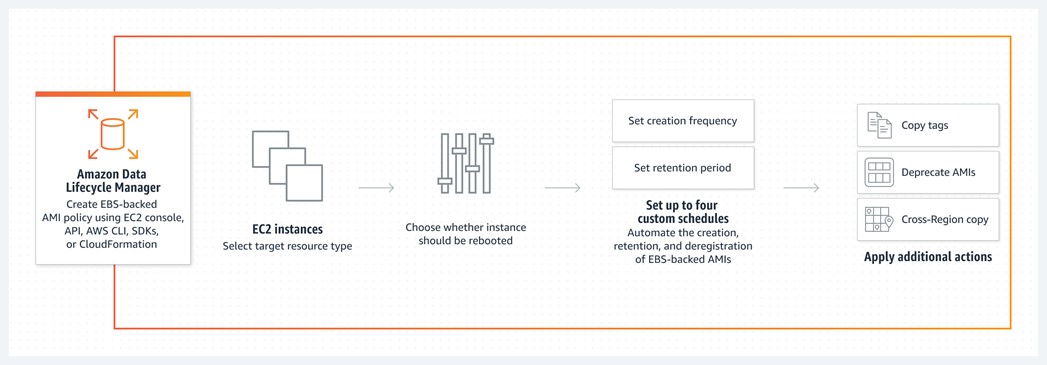 Amazon Data
Lifecycle Manager
Create EBS-backed
AMI policy using EC2 console,
API, AWS CLI, SDKs,
or CloudFormation
EC2 instances
Select target resource type
Choose whether instance
should be rebooted
Set creation frequency
Set retention period
Set up to four
custom schedules
Automate the creation,
retention, and deregistration
of EBS-backed AMIs
Copy tags
Deprecate AMIs
Cross-Region copy
Apply additional actions